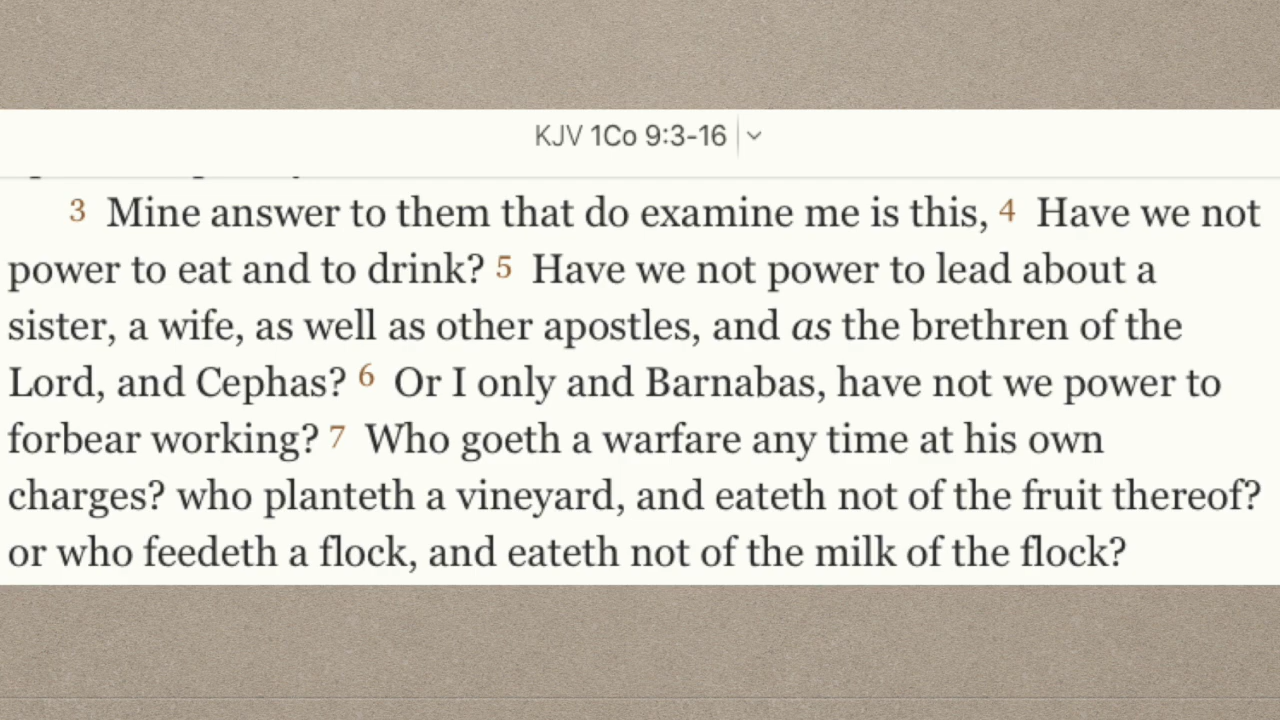 KJV 1Co 9:3-16
3 Mine answer to them that do examine me is this, 4 Have we not
power to eat and to drink? 5 Have we not power to lead about a
sister, a wife, as well as other apostles, and as the brethren of the
Lord, and Cephas? 6 Or I only and Barnabas, have not we power to
forbear working? 7 Who goeth a warfare any time at his own
charges? who planteth a vineyard, and eateth not of the fruit thereof?
or who feedeth a flock, and eateth not of the milk of the flock?